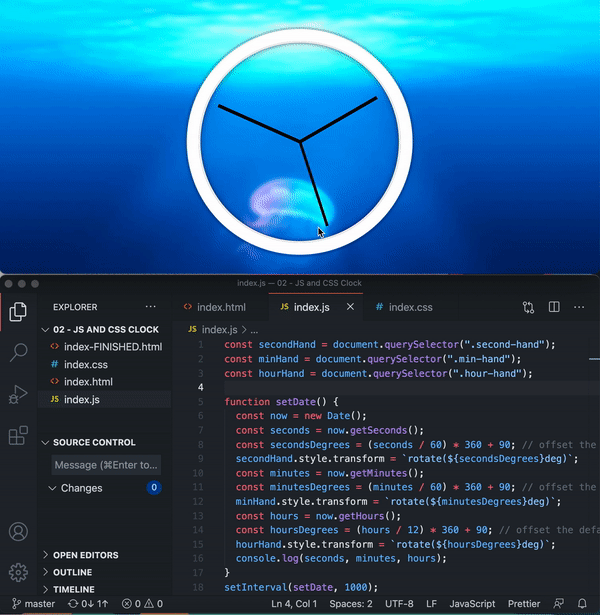 index.js — 02 - JS and CSS Clock
EXPLORER ···
<> index.html
JS index.js ×
# index.css
JS index.js > ...
02 - JS AND CSS CLOCK
<> index-FINISHED.html
# index.css
<> index.html
JS index.js
SOURCE CONTROL
Message (⌘Enter to...
Changes 0
OPEN EDITORS
OUTLINE
TIMELINE
1 const secondHand = document.querySelector(".second-hand");
2 const minHand = document.querySelector(".min-hand");
3 const hourHand = document.querySelector(".hour-hand");
4
5 function setDate() {
6 const now = new Date();
7 const seconds = now.getSeconds();
8 const secondsDegrees = (seconds / 60) * 360 + 90; // offset the
9 secondHand.style.transform = `rotate(${secondsDegrees}deg)`;
10 const minutes = now.getMinutes();
11 const minutesDegrees = (minutes / 60) * 360 + 90; // offset the
12 minHand.style.transform = `rotate(${minutesDegrees}deg)`;
13 const hours = now.getHours();
14 const hoursDegrees = (hours / 12) * 360 + 90; // offset the defa
15 hourHand.style.transform = `rotate(${hoursDegrees}deg)`;
16 console.log(seconds, minutes, hours);
17 }
18 setInterval(setDate, 1000);
master 0↓ 1↑ 0 0 Ln 4, Col 1 Spaces: 2 UTF-8 LF JavaScript Prettier